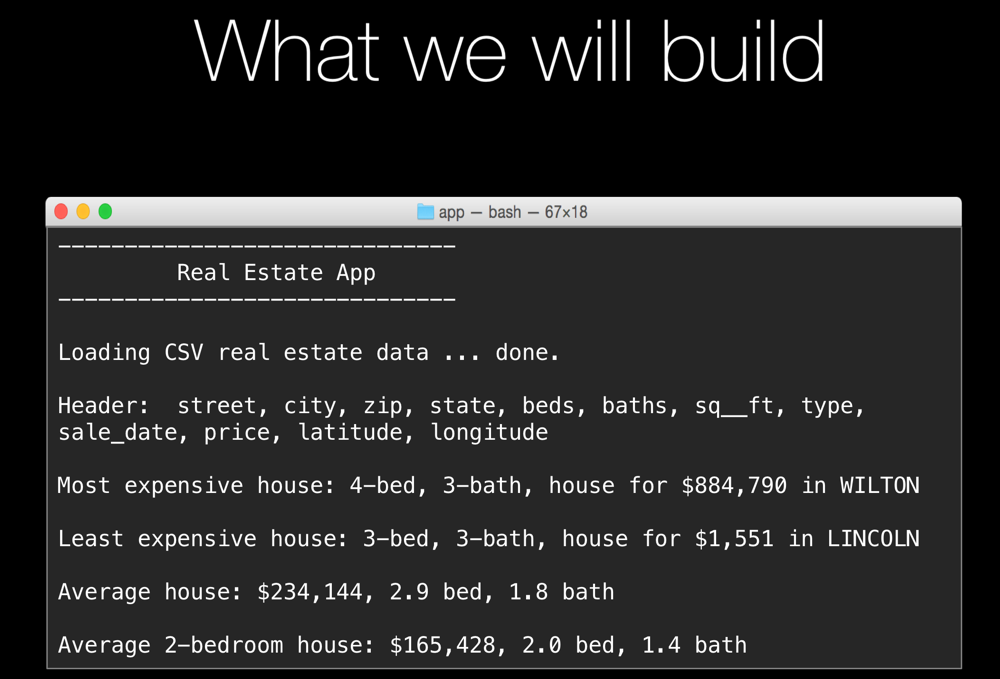 What we will build
app — bash — 67×18
------------------------------
Real Estate App
------------------------------
Loading CSV real estate data ... done.
Header:  street, city, zip, state, beds, baths, sq__ft, type,
sale_date, price, latitude, longitude
Most expensive house: 4-bed, 3-bath, house for $884,790 in WILTON
Least expensive house: 3-bed, 3-bath, house for $1,551 in LINCOLN
Average house: $234,144, 2.9 bed, 1.8 bath
Average 2-bedroom house: $165,428, 2.0 bed, 1.4 bath